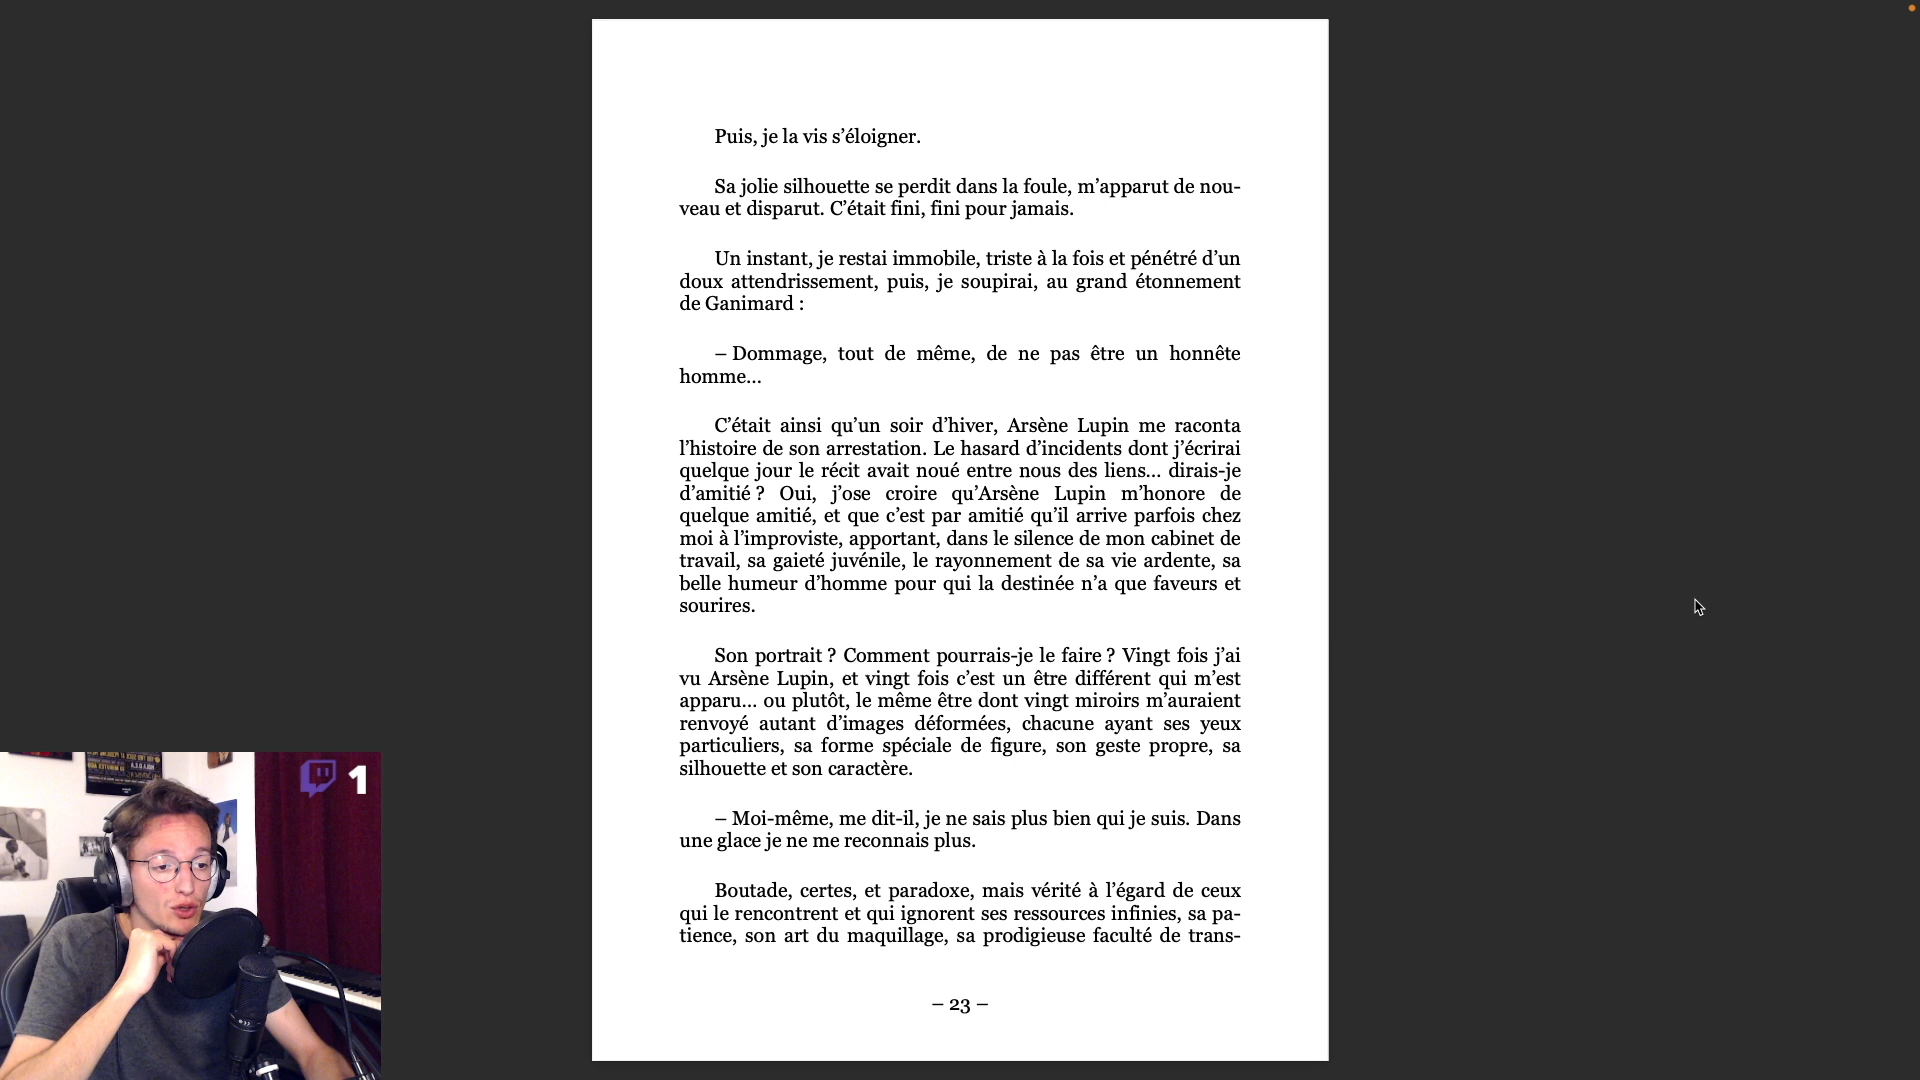 Puis, je la vis s’éloigner.
Sa jolie silhouette se perdit dans la foule, m’apparut de nou-
veau et disparut. C’était fini, fini pour jamais.
Un instant, je restai immobile, triste à la fois et pénétré d’un
doux attendrissement, puis, je soupirai, au grand étonnement
de Ganimard :
– Dommage, tout de même, de ne pas être un honnête
homme...
C’était ainsi qu’un soir d’hiver, Arsène Lupin me raconta
l’histoire de son arrestation. Le hasard d’incidents dont j’écrirai
quelque jour le récit avait noué entre nous des liens... dirais-je
d’amitié ? Oui, j’ose croire qu’Arsène Lupin m’honore de
quelque amitié, et que c’est par amitié qu’il arrive parfois chez
moi à l’improviste, apportant, dans le silence de mon cabinet de
travail, sa gaieté juvénile, le rayonnement de sa vie ardente, sa
belle humeur d’homme pour qui la destinée n’a que faveurs et
sourires.
Son portrait ? Comment pourrais-je le faire ? Vingt fois j’ai
vu Arsène Lupin, et vingt fois c’est un être différent qui m’est
apparu... ou plutôt, le même être dont vingt miroirs m’auraient
renvoyé autant d’images déformées, chacune ayant ses yeux
particuliers, sa forme spéciale de figure, son geste propre, sa
silhouette et son caractère.
– Moi-même, me dit-il, je ne sais plus bien qui je suis. Dans
une glace je ne me reconnais plus.
Boutade, certes, et paradoxe, mais vérité à l’égard de ceux
qui le rencontrent et qui ignorent ses ressources infinies, sa pa-
tience, son art du maquillage, sa prodigieuse faculté de trans-
– 23 –
1